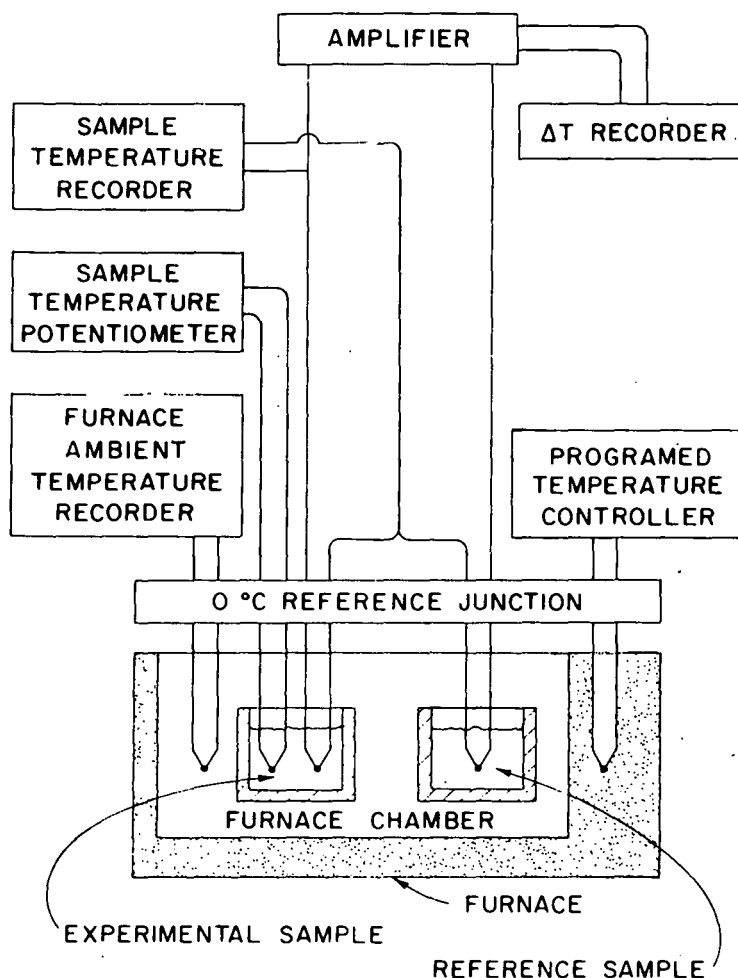 AMPLIFIER
SAMPLE
TEMPERATURE
RECORDER
ΔT RECORDER
SAMPLE
TEMPERATURE
POTENTIOMETER
FURNACE
AMBIENT
TEMPERATURE
RECORDER
PROGRAMED
TEMPERATURE
CONTROLLER
0 °C REFERENCE JUNCTION
FURNACE CHAMBER
FURNACE
EXPERIMENTAL SAMPLE
REFERENCE SAMPLE